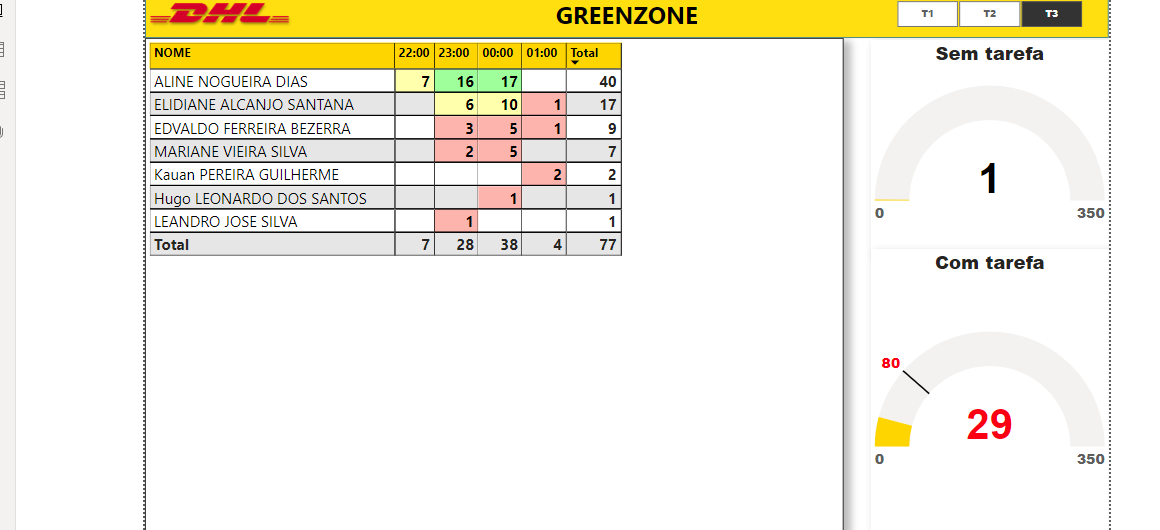 DHL
GREENZONE
T1 T2 T3
NOME 22:00 23:00 00:00 01:00 Total
ALINE NOGUEIRA DIAS 7 16 17 40
ELIDIANE ALCANJO SANTANA 6 10 1 17
EDVALDO FERREIRA BEZERRA 3 5 1 9
MARIANE VIEIRA SILVA 2 5 7
Kauan PEREIRA GUILHERME 2 2
Hugo LEONARDO DOS SANTOS 1 1
LEANDRO JOSE SILVA 1 1
Total 7 28 38 4 77
Sem tarefa
1
0 350
Com tarefa
80
29
0 350